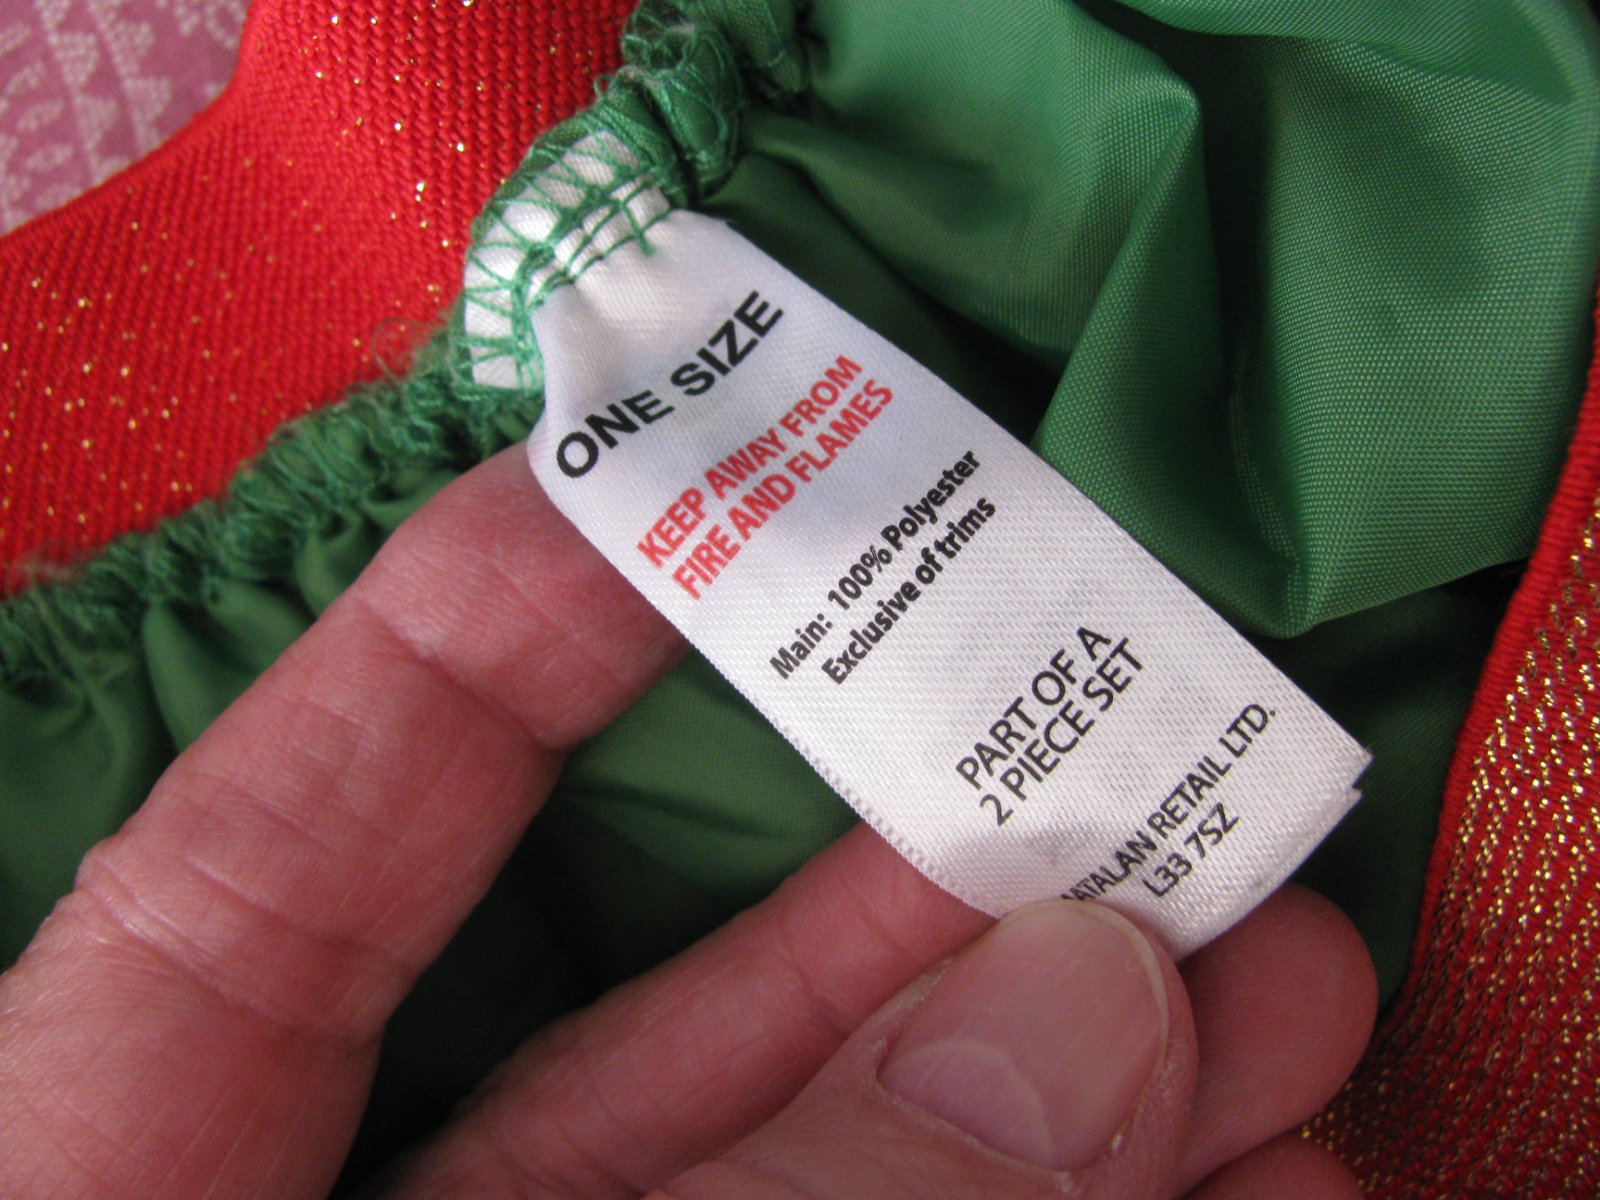 ONE SIZE
KEEP AWAY FROM
FIRE AND FLAMES
Main: 100% Polyester
Exclusive of trims
PART OF A
2 PIECE SET
MATALAN RETAIL LTD.
L33 7SZ